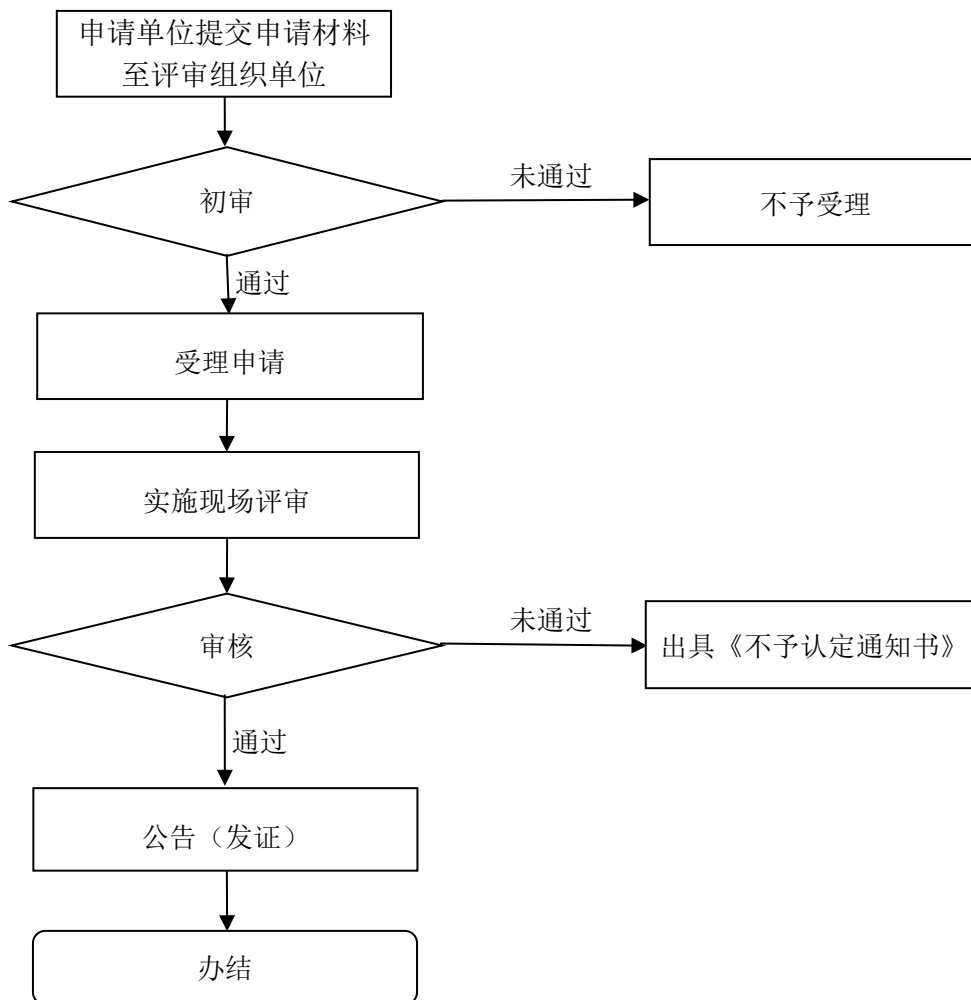 申请单位提交申请材料
至评审组织单位
初审
未通过
不予受理
通过
受理申请
实施现场评审
审核
未通过
出具《不予认定通知书》
通过
公告（发证）
办结